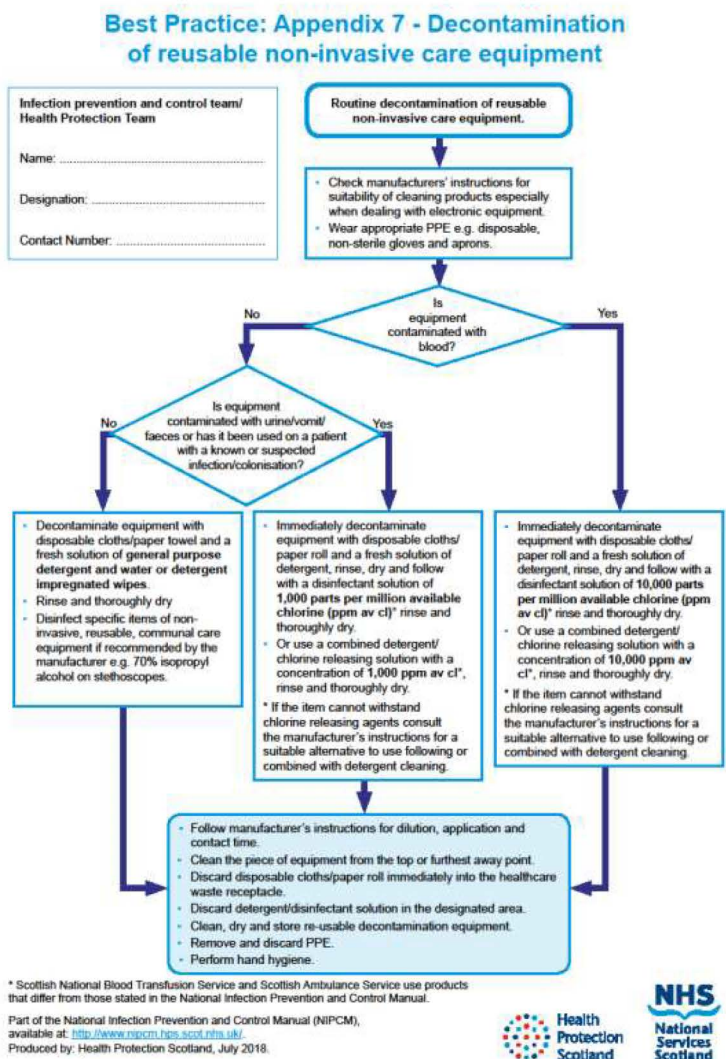 Best Practice: Appendix 7 - Decontamination
of reusable non-invasive care equipment
Infection prevention and control team/
Health Protection Team
Name: ................................................................
Designation: ......................................................
Contact Number: ..............................................
Routine decontamination of reusable
non-invasive care equipment.
• Check manufacturers' instructions for
suitability of cleaning products especially
when dealing with electronic equipment.
• Wear appropriate PPE e.g. disposable,
non-sterile gloves and aprons.
Is
equipment
contaminated with
blood?
No
Yes
Is equipment
contaminated with urine/vomit/
faeces or has it been used on a patient
with a known or suspected
infection/colonisation?
No
Yes
• Decontaminate equipment with
disposable cloths/paper towel and a
fresh solution of general purpose
detergent and water or detergent
impregnated wipes.
• Rinse and thoroughly dry
• Disinfect specific items of non-
invasive, reusable, communal care
equipment if recommended by the
manufacturer e.g. 70% isopropyl
alcohol on stethoscopes.
• Immediately decontaminate
equipment with disposable cloths/
paper roll and a fresh solution of
detergent, rinse, dry and follow
with a disinfectant solution of
1,000 parts per million available
chlorine (ppm av cl)* rinse and
thoroughly dry.
• Or use a combined detergent/
chlorine releasing solution with a
concentration of 1,000 ppm av cl*,
rinse and thoroughly dry.
* If the item cannot withstand
chlorine releasing agents consult
the manufacturer's instructions for a
suitable alternative to use following or
combined with detergent cleaning.
• Immediately decontaminate
equipment with disposable cloths/
paper roll and a fresh solution of
detergent, rinse, dry and follow with a
disinfectant solution of 10,000 parts
per million available chlorine (ppm
av cl)* rinse and thoroughly dry.
• Or use a combined detergent/
chlorine releasing solution with a
concentration of 10,000 ppm av
cl*, rinse and thoroughly dry.
* If the item cannot withstand
chlorine releasing agents consult
the manufacturer's instructions for a
suitable alternative to use following or
combined with detergent cleaning.
• Follow manufacturer's instructions for dilution, application and
contact time.
• Clean the piece of equipment from the top or furthest away point.
• Discard disposable cloths/paper roll immediately into the healthcare
waste receptacle.
• Discard detergent/disinfectant solution in the designated area.
• Clean, dry and store re-usable decontamination equipment.
• Remove and discard PPE.
• Perform hand hygiene.
* Scottish National Blood Transfusion Service and Scottish Ambulance Service use products
that differ from those stated in the National Infection Prevention and Control Manual.
Part of the National Infection Prevention and Control Manual (NIPCM),
available at: http://www.nipcm.hps.scot.nhs.uk/.
Produced by: Health Protection Scotland, July 2018.
Health
Protection
Scotland
NHS
National
Services
Scotland